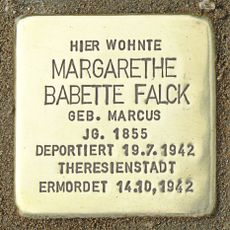 HIER WOHNTE
MARGARETHE
BABETTE FALCK
GEB. MARCUS
JG. 1855
DEPORTIERT 19.7.1942
THERESIENSTADT
ERMORDET 14.10.1942